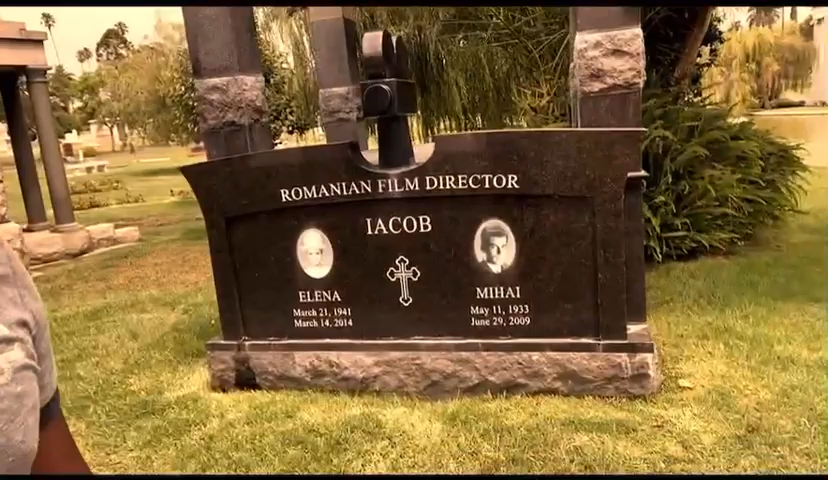 ROMANIAN FILM DIRECTOR
IACOB
ELENA
March 21, 1941
March 14, 2014
MIHAI
May 11, 1933
June 29, 2009